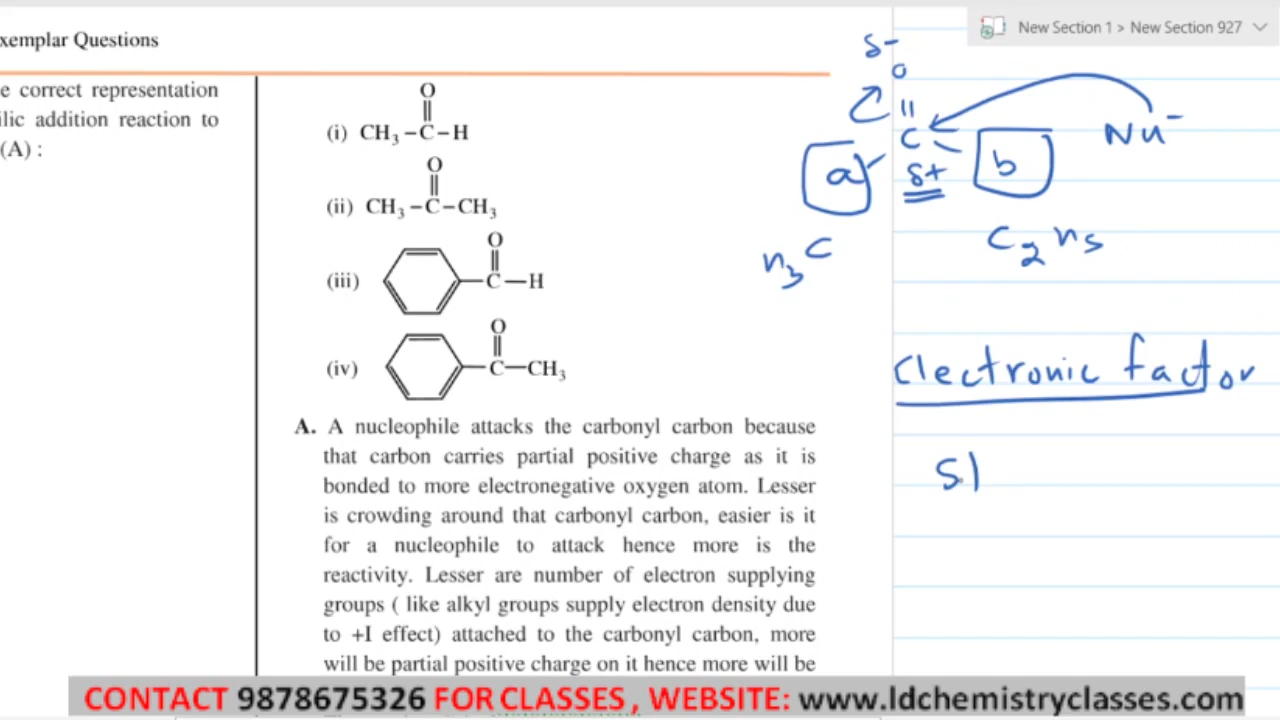 xemplar Questions
New Section 1 > New Section 927
e correct representation
ilic addition reaction to
(A) :
O
(i) CH3–C–H
O
(ii) CH3–C–CH3
O
(iii) C—H
O
(iv) C—CH3
A. A nucleophile attacks the carbonyl carbon because
that carbon carries partial positive charge as it is
bonded to more electronegative oxygen atom. Lesser
is crowding around that carbonyl carbon, easier is it
for a nucleophile to attack hence more is the
reactivity. Lesser are number of electron supplying
groups ( like alkyl groups supply electron density due
to +I effect) attached to the carbonyl carbon, more
will be partial positive charge on it hence more will be
δ-
O
C
Nu-
a
δ+
b
H3C
C2H5
Electronic factor
SI
CONTACT 9878675326 FOR CLASSES , WEBSITE: www.ldchemistryclasses.com